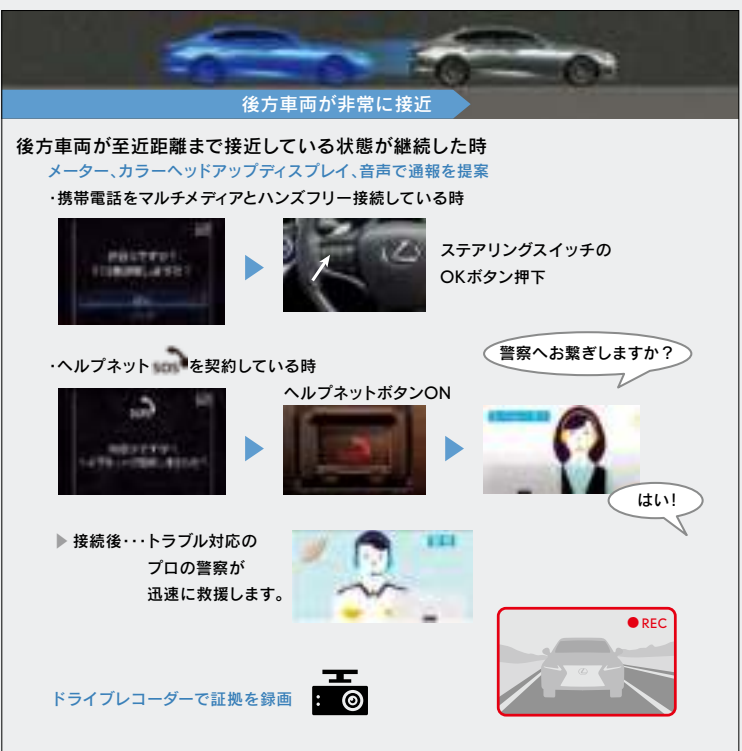 後方車両が非常に接近
後方車両が至近距離まで接近している状態が継続した時
メーター、カラーヘッドアップディスプレイ、音声で通報を提案
・携帯電話をマルチメディアとハンズフリー接続している時
ステアリングスイッチの
OKボタン押下
・ヘルプネット SOS を契約している時
警察へお繋ぎしますか？
ヘルプネットボタンON
はい！
▶ 接続後・・・トラブル対応の
プロの警察が
迅速に救援します。
● REC
ドライブレコーダーで証拠を録画